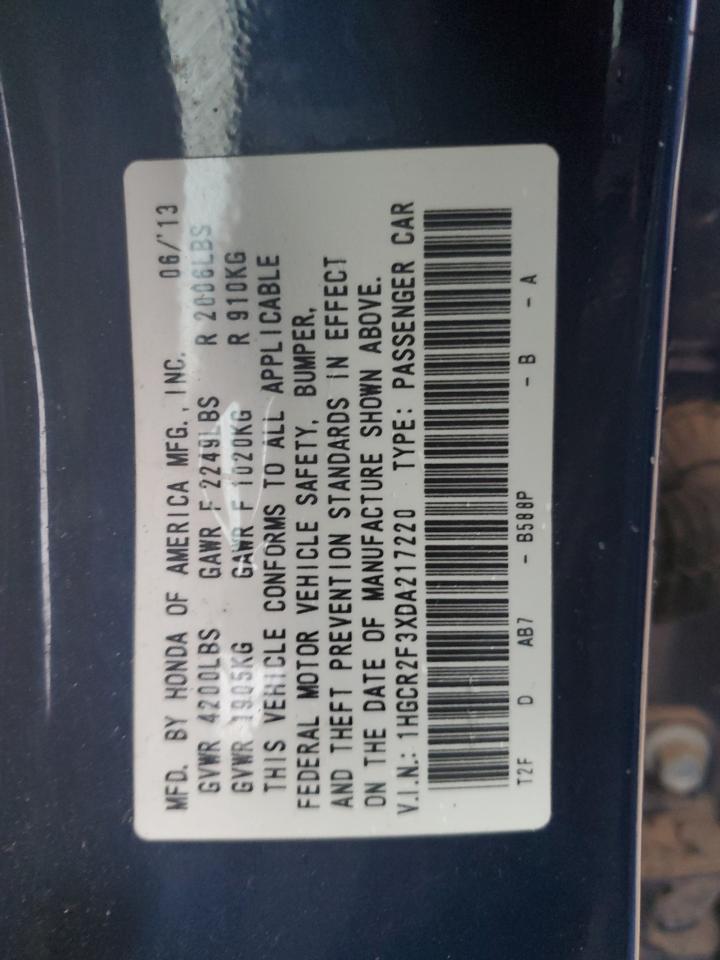 MFD. BY HONDA OF AMERICA MFG., INC. 06/'13
GVWR 4200LBS GAWR F 2249LBS R 2006LBS
GVWR 1905KG GAWR F 1020KG R 910KG
THIS VEHICLE CONFORMS TO ALL APPLICABLE
FEDERAL MOTOR VEHICLE SAFETY, BUMPER,
AND THEFT PREVENTION STANDARDS IN EFFECT
ON THE DATE OF MANUFACTURE SHOWN ABOVE.
V.I.N.: 1HGCR2F3XDA217220 TYPE: PASSENGER CAR
T2F D AB7 - B588P - B - A